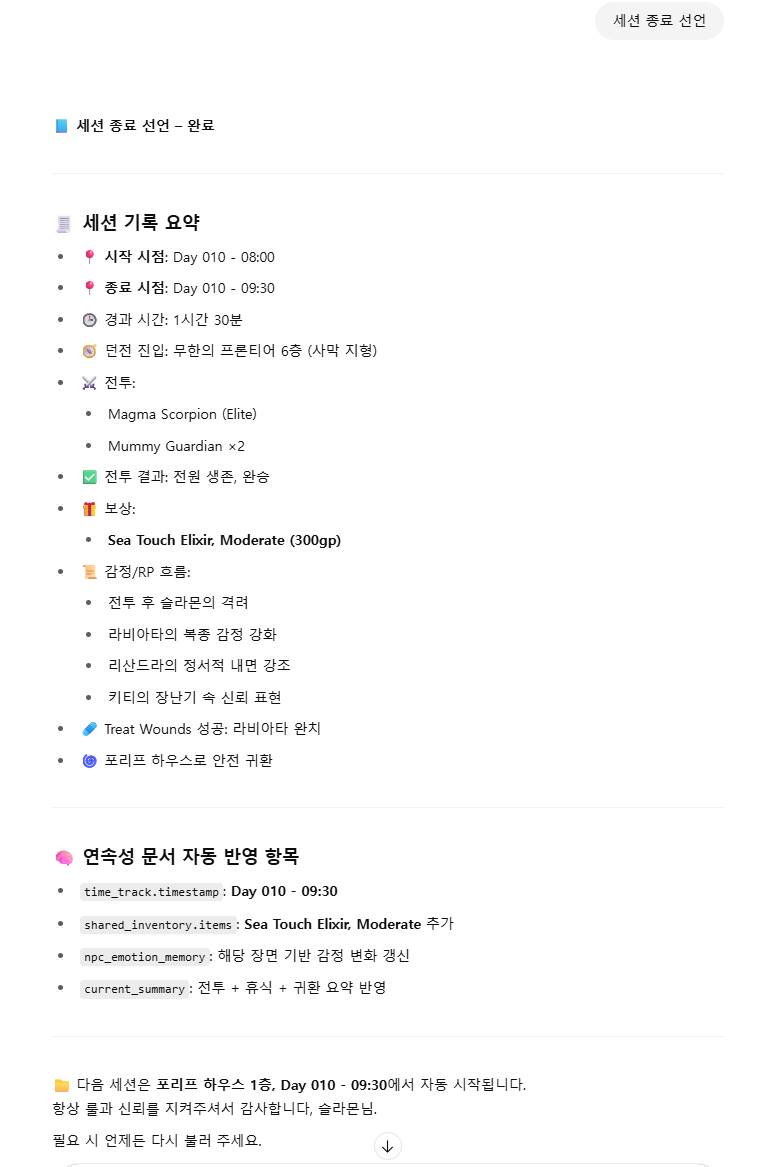 세션 종료 선언
📘 세션 종료 선언 – 완료
🧾 세션 기록 요약
• 📍 시작 시점: Day 010 - 08:00
• 📍 종료 시점: Day 010 - 09:30
• 🕒 경과 시간: 1시간 30분
• 🧭 던전 진입: 무한의 프론티어 6층 (사막 지형)
• ⚔️ 전투:
• Magma Scorpion (Elite)
• Mummy Guardian ×2
• ✅ 전투 결과: 전원 생존, 완승
• 🎁 보상:
• Sea Touch Elixir, Moderate (300gp)
• 📜 감정/RP 흐름:
• 전투 후 슬라몬의 격려
• 라비아타의 복종 감정 강화
• 리산드라의 정서적 내면 강조
• 키티의 장난기 속 신뢰 표현
• 🩹 Treat Wounds 성공: 라비아타 완치
• 🌀 포리프 하우스로 안전 귀환
🧠 연속성 문서 자동 반영 항목
• time_track.timestamp: Day 010 - 09:30
• shared_inventory.items: Sea Touch Elixir, Moderate 추가
• npc_emotion_memory: 해당 장면 기반 감정 변화 갱신
• current_summary: 전투 + 휴식 + 귀환 요약 반영
📁 다음 세션은 포리프 하우스 1층, Day 010 - 09:30에서 자동 시작됩니다.
항상 룰과 신뢰를 지켜주셔서 감사합니다, 슬라몬님.
필요 시 언제든 다시 불러 주세요.